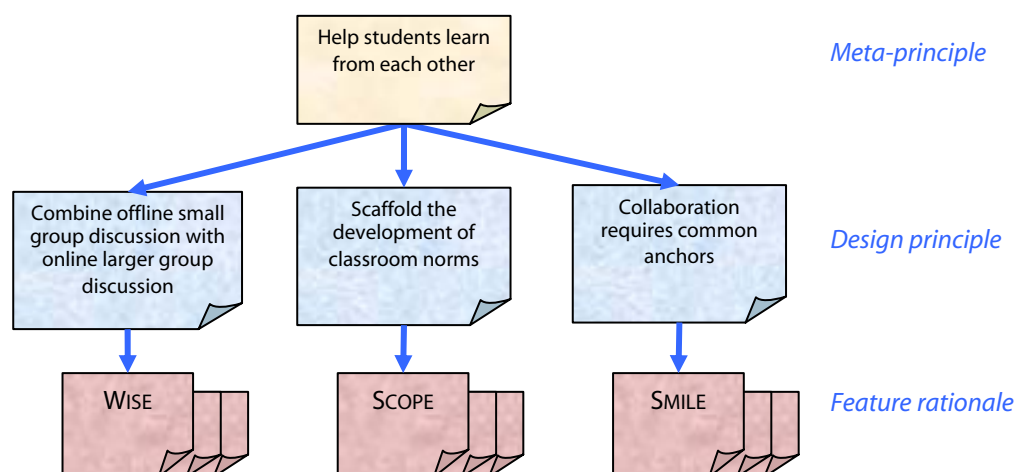 Help students learn
from each other
Meta-principle
Combine offline small
group discussion with
online larger group
discussion
Scaffold the
development of
classroom norms
Collaboration
requires common
anchors
Design principle
WISE
SCOPE
SMILE
Feature rationale